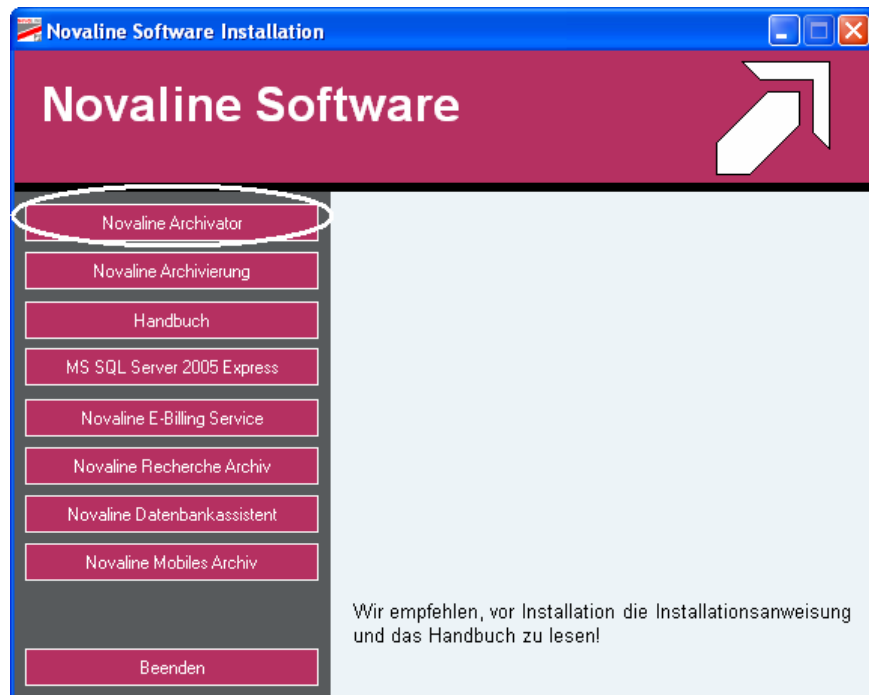 Novaline Software Installation
Novaline Software
Novaline Archivator
Novaline Archivierung
Handbuch
MS SQL Server 2005 Express
Novaline E-Billing Service
Novaline Recherche Archiv
Novaline Datenbankassistent
Novaline Mobiles Archiv
Beenden
Wir empfehlen, vor Installation die Installationsanweisung
und das Handbuch zu lesen!